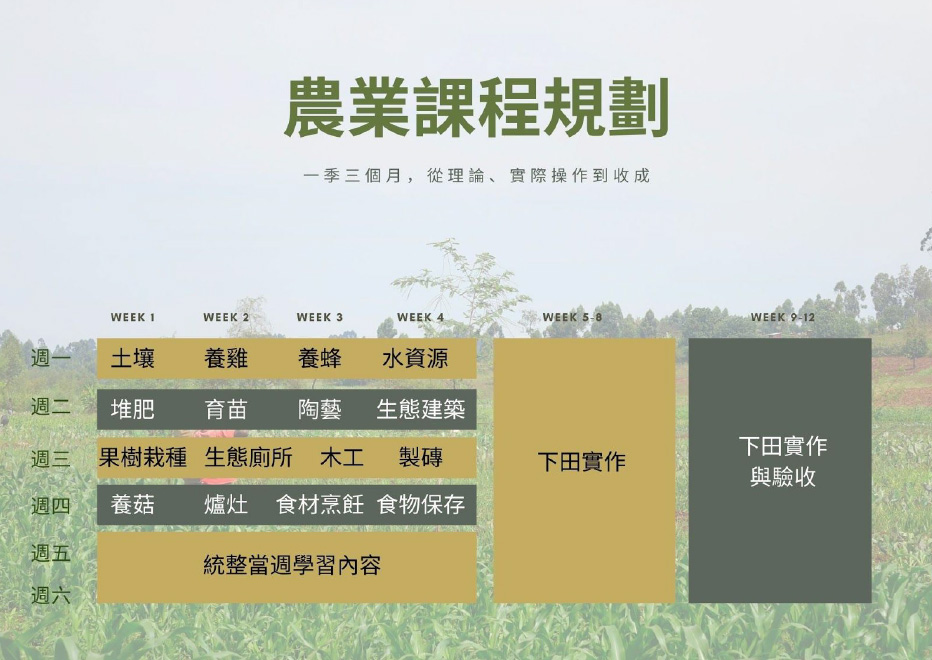 農業課程規劃
一季三個月，從理論、實際操作到收成
WEEK 1 WEEK 2 WEEK 3 WEEK 4 WEEK 5-8 WEEK 9-12
週一 土壤 養雞 養蜂 水資源
週二 堆肥 育苗 陶藝 生態建築
週三 果樹栽種 生態廁所 木工 製磚
週四 養菇 爐灶 食材烹飪 食物保存
週五
統整當週學習內容
週六
下田實作
下田實作
與驗收